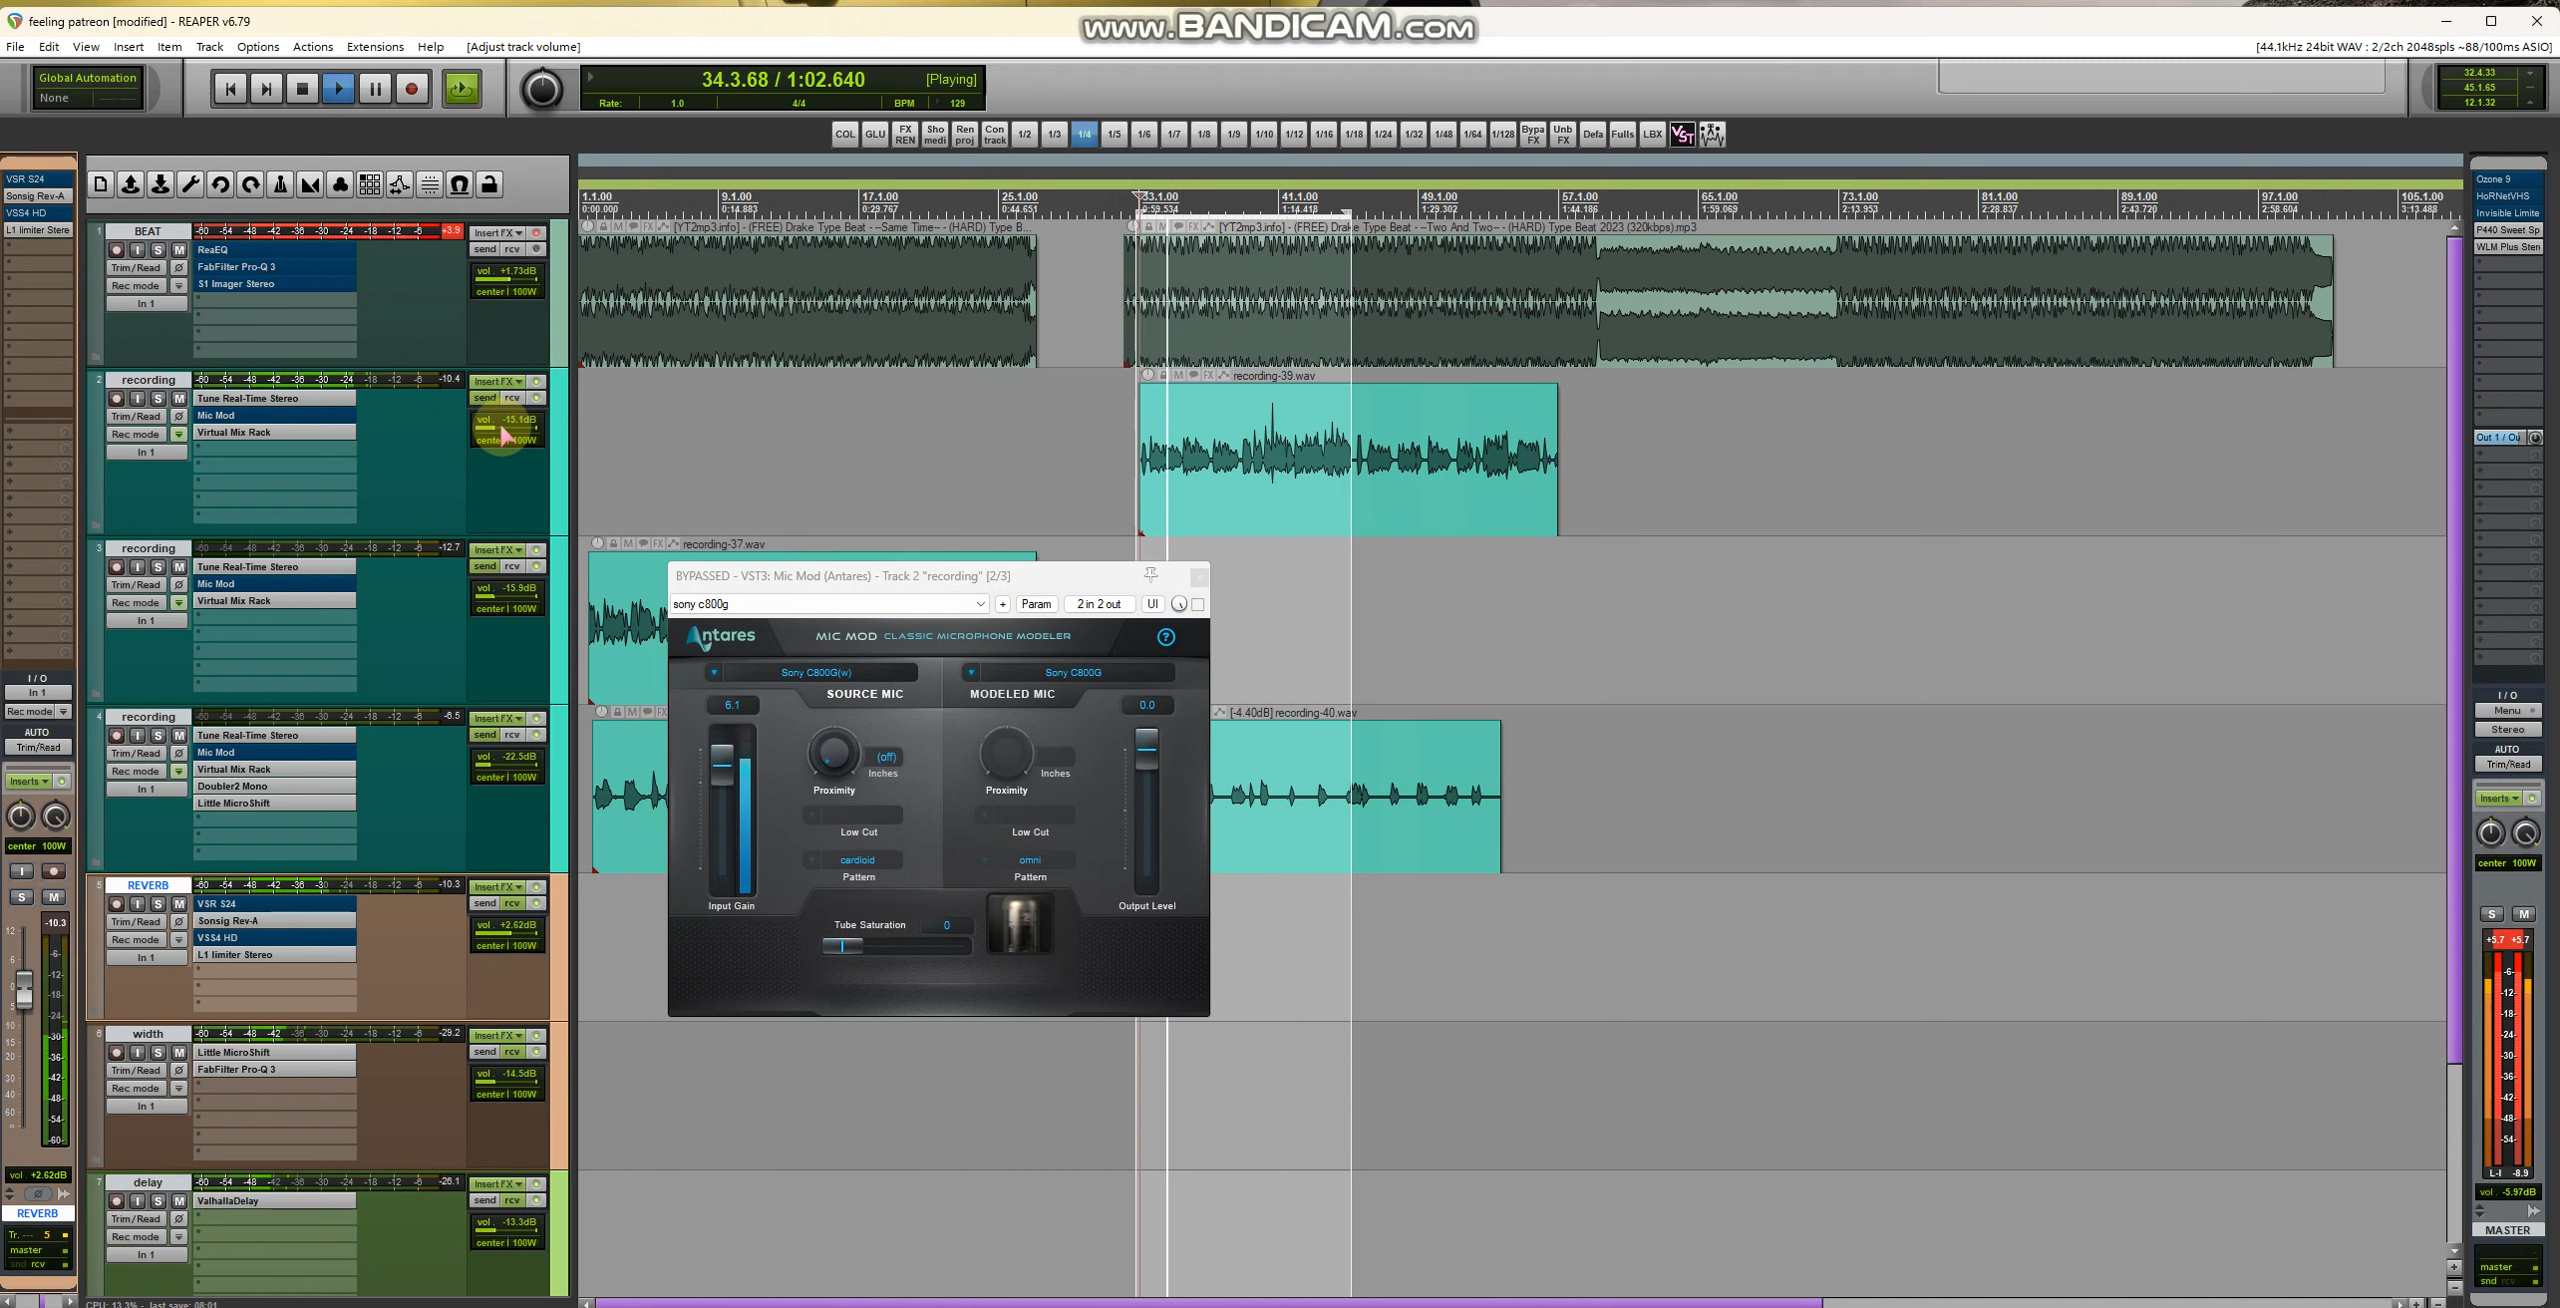 feeling patreon [modified] - REAPER v6.79
www.BANDICAM.com
File Edit View Insert Item Track Options Actions Extensions Help [Adjust track volume]
[44.1kHz 24bit WAV : 2/2ch 2048spls ~88/100ms ASIO]
Global Automation
None
34.3.68 / 1:02.640 [Playing]
Rate: 1.0 4/4 BPM 129
32.4.33
45.1.65
12.1.32
COL GLU FX REN Sho medi Ren proj Con track 1/2 1/3 1/4 1/5 1/6 1/7 1/8 1/9 1/10 1/12 1/16 1/18 1/24 1/32 1/48 1/64 1/128 Bypa FX Unb FX Defa Fulls LBX VST
1.1.00 9.1.00 17.1.00 25.1.00 33.1.00 41.1.00 49.1.00 57.1.00 65.1.00 73.1.00 81.1.00 89.1.00 97.1.00 105.1.00
0:00.000 0:14.883 0:29.767 0:44.651 0:59.534 1:14.418 1:29.302 1:44.186 1:59.069 2:13.953 2:28.837 2:43.720 2:58.604 3:13.488
VSR S24
Sonsig Rev-A
VSS4 HD
L1 limiter Stere
1 BEAT +3.9 Insert FX
I S M ReaEQ send rcv
Trim/Read FabFilter Pro-Q 3 vol . +1.73dB
Rec mode S1 Imager Stereo center | 100W
In 1
[YT2mp3.info] - (FREE) Drake Type Beat - --Same Time-- - (HARD) Type B...
[YT2mp3.info] - (FREE) Drake Type Beat - --Two And Two-- - (HARD) Type Beat 2023 (320kbps).mp3
2 recording -60 -54 -48 -42 -36 -30 -24 -18 -12 -6 -10.4 Insert FX
I S M Tune Real-Time Stereo send rcv
Trim/Read Mic Mod vol . -15.1dB
Rec mode Virtual Mix Rack 100W
In 1
recording-39.wav
3 recording -60 -54 -48 -42 -36 -30 -24 -18 -12 -6 -12.7 Insert FX
I S M Tune Real-Time Stereo send rcv
Trim/Read Mic Mod vol . -15.9dB
Rec mode Virtual Mix Rack center | 100W
In 1
recording-37.wav
4 recording -60 -54 -48 -42 -36 -30 -24 -18 -12 -6 -6.5 Insert FX
I S M Tune Real-Time Stereo send rcv
Trim/Read Mic Mod vol . -22.5dB
Rec mode Virtual Mix Rack center | 100W
In 1 Doubler2 Mono
Little MicroShift
[-4.40dB] recording-40.wav
BYPASSED - VST3: Mic Mod (Antares) - Track 2 "recording" [2/3]
sony c800g + Param 2 in 2 out UI
Antares MIC MOD CLASSIC MICROPHONE MODELER ?
Sony C800G(w) Sony C800G
SOURCE MIC MODELED MIC
6.1 0.0
(off)
Inches Inches
Proximity Proximity
Low Cut Low Cut
cardioid omni
Pattern Pattern
Input Gain Output Level
Tube Saturation 0
5 REVERB -60 -54 -48 -42 -36 -30 -24 -18 -12 -6 -10.3 Insert FX
I S M VSR S24 send rcv
Trim/Read Sonsig Rev-A vol . +2.62dB
Rec mode VSS4 HD center | 100W
In 1 L1 limiter Stereo
6 width -60 -54 -48 -42 -36 -30 -24 -18 -12 -6 -29.2 Insert FX
I S M Little MicroShift send rcv
Trim/Read FabFilter Pro-Q 3 vol . -14.5dB
Rec mode center | 100W
In 1
7 delay -60 -54 -48 -42 -36 -30 -24 -18 -12 -6 -26.1 Insert FX
I S M ValhallaDelay send rcv
Trim/Read vol . -13.3dB
Rec mode center | 100W
In 1
CPU: 13.3% - last save: 08:01
I / O
In 1
Rec mode
AUTO
Trim/Read
Inserts
center 100W
I
S M
-10.3
vol . +2.62dB
REVERB
Tr. --- 5
master
snd rcv
Ozone 9
HoRNetVHS
Invisible Limite
P440 Sweet Sp
WLM Plus Sten
Out 1 / Ou
I / O
Menu
Stereo
AUTO
Trim/Read
Inserts
center 100W
S M
+5.7 +5.7
-6-
-12-
-18-
-24-
-30-
-36-
-42-
-48-
-54-
L-I -8.9
vol . -5.97dB
MASTER
master
snd rcv